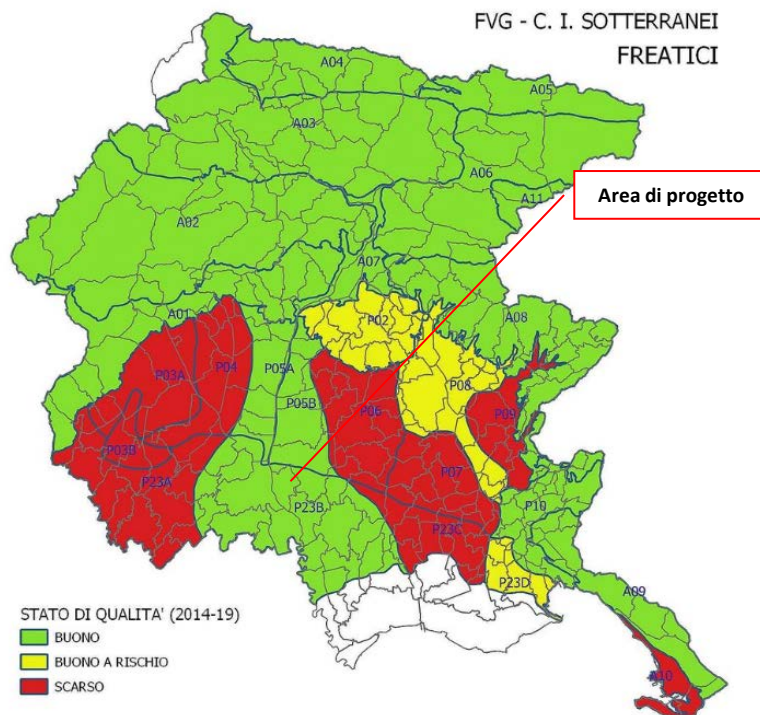 FVG - C. I. SOTTERRANEI
FREATICI
A04
A05
A03
A06
Area di progetto
A11
A02
A07
A01
P02
A08
P03A
P04
P05A
P08
P05B
P06
P09
P03B
P07
P23A
P23B
P10
P23C
P23D
A09
STATO DI QUALITA' (2014-19)
BUONO
BUONO A RISCHIO
SCARSO
A10